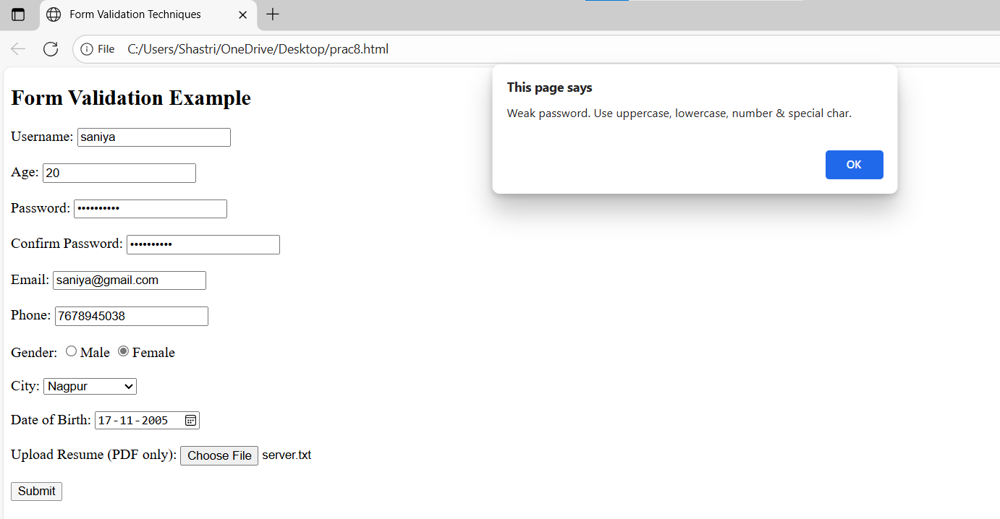 Form Validation Techniques
File C:/Users/Shastri/OneDrive/Desktop/prac8.html
This page says
Weak password. Use uppercase, lowercase, number & special char.
OK
Form Validation Example
Username: saniya
Age: 20
Password: ••••••••••
Confirm Password: ••••••••••
Email: saniya@gmail.com
Phone: 7678945038
Gender: Male Female
City: Nagpur
Date of Birth: 17-11-2005
Upload Resume (PDF only): Choose File server.txt
Submit